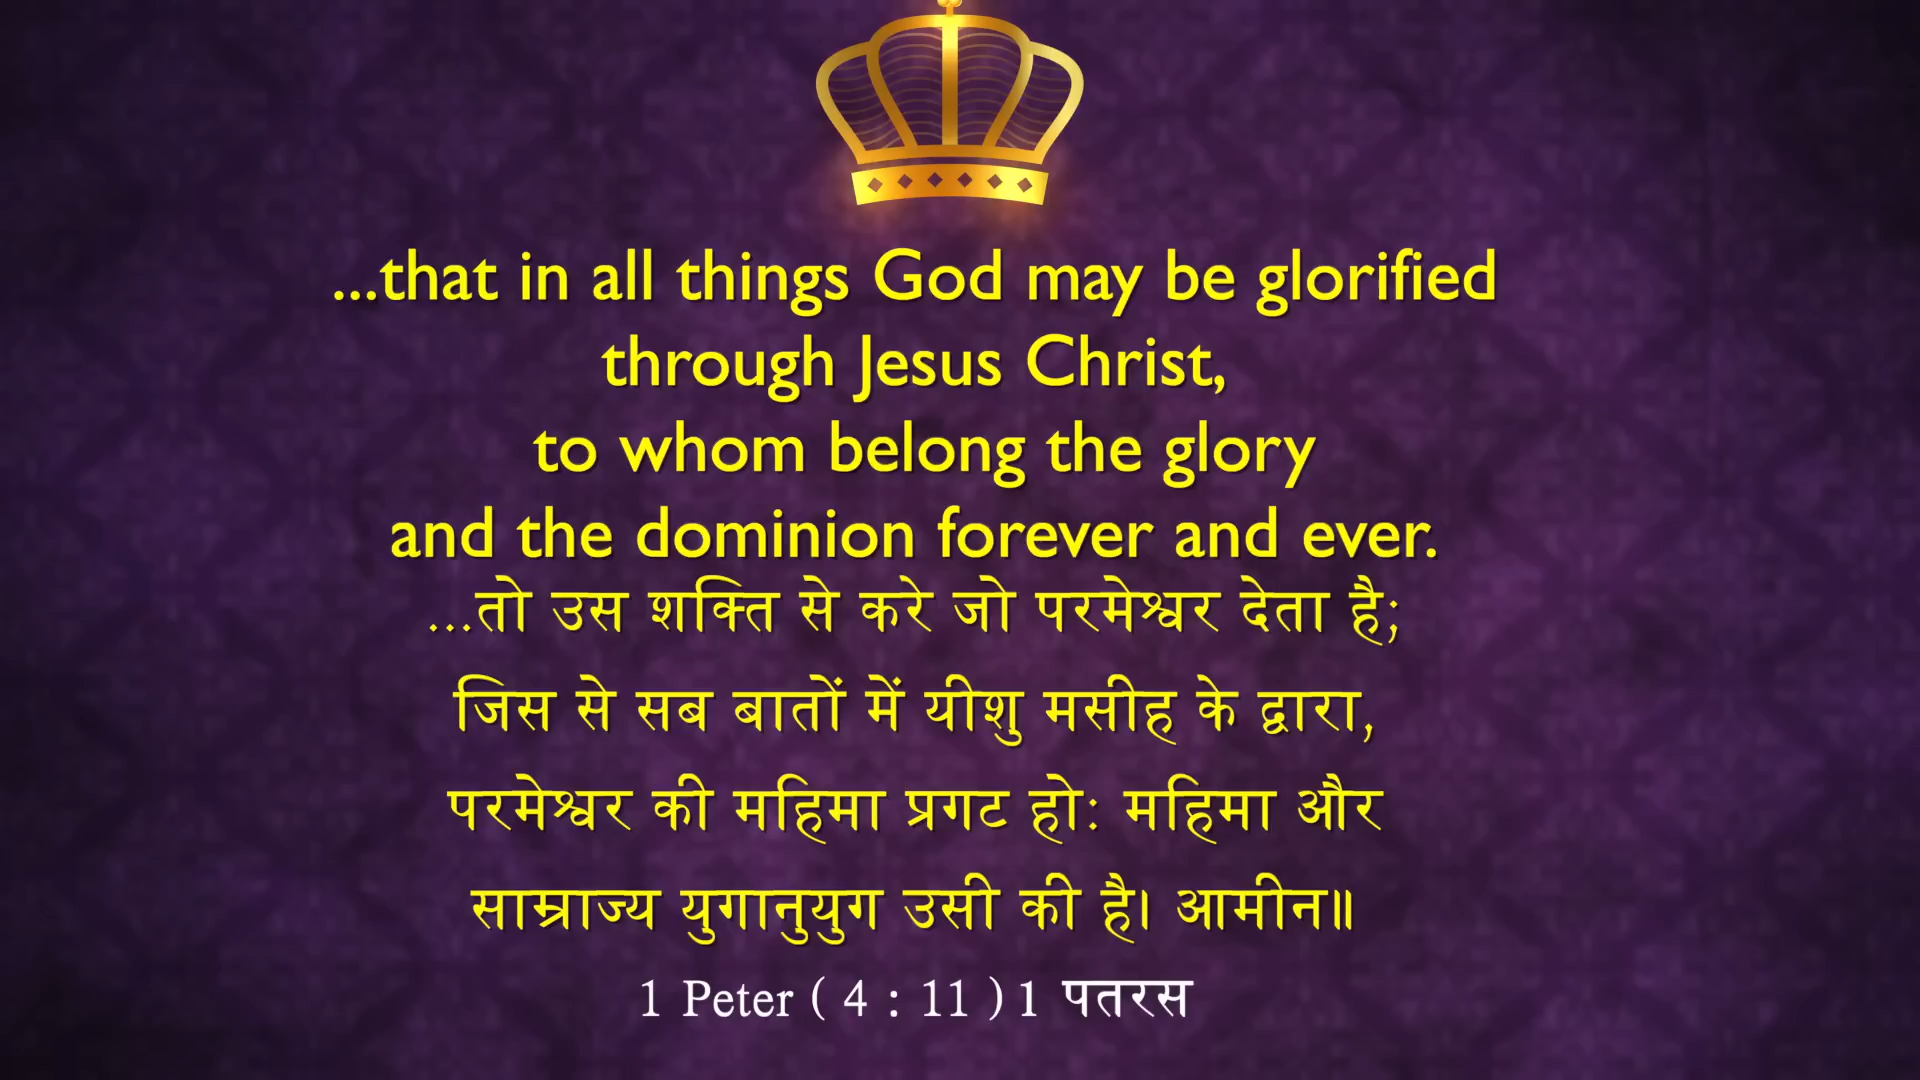 ...that in all things God may be glorified
through Jesus Christ,
to whom belong the glory
and the dominion forever and ever.
...तो उस शक्ति से करे जो परमेश्वर देता है;
जिस से सब बातों में यीशु मसीह के द्वारा,
परमेश्वर की महिमा प्रगट हो: महिमा और
साम्राज्य युगानुयुग उसी की है। आमीन॥
1 Peter ( 4 : 11 ) 1 पतरस